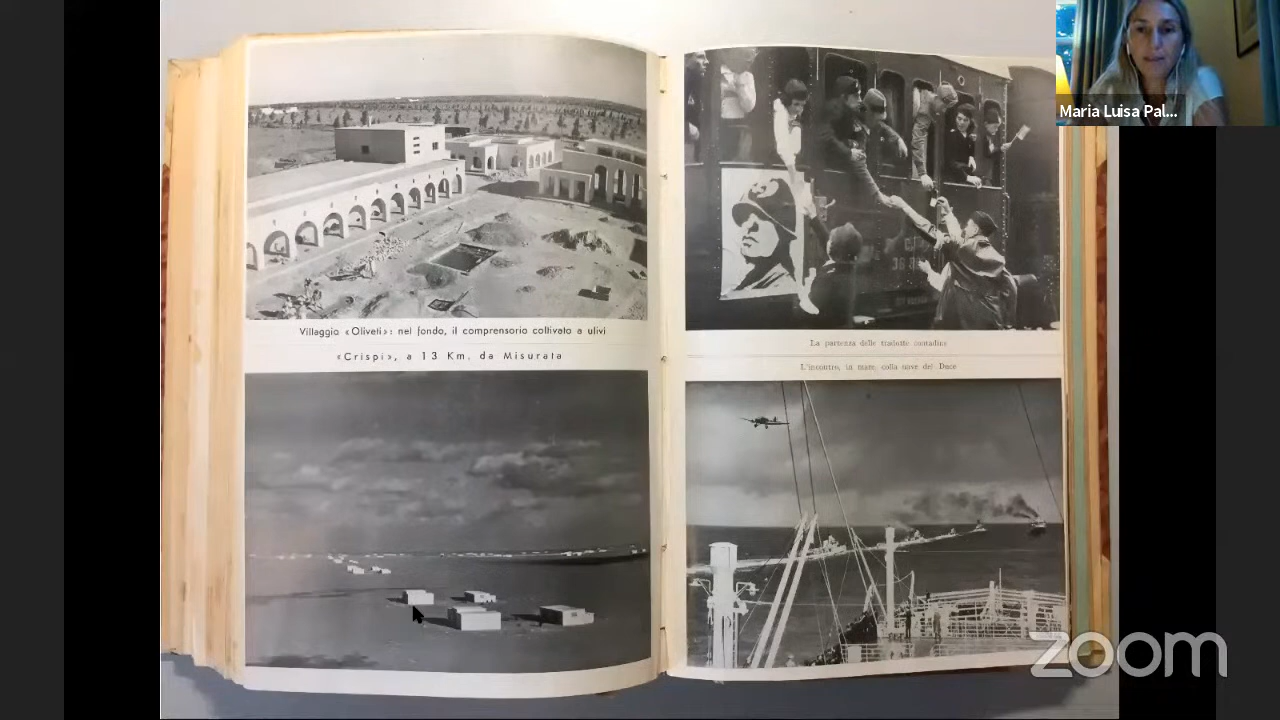 Maria Luisa Pal...
Villaggio «Oliveti»: nel fondo, il comprensorio coltivato a ulivi
«Crispi», a 13 Km. da Misurata
La partenza delle tradotte contadine
L'incontro, in mare, colla nave del Duce
zoom